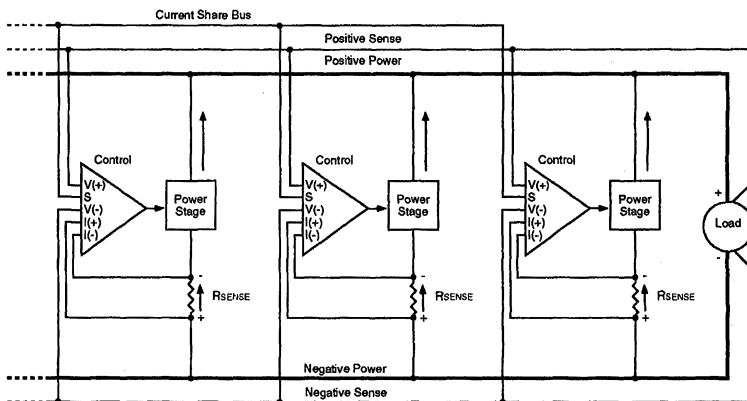 Current Share Bus
Positive Sense
Positive Power
Control
V(+)
S
V(-)
I(+)
I(-)
Power
Stage
-
RSENSE
+
Control
V(+)
S
V(-)
I(+)
I(-)
Power
Stage
-
RSENSE
+
Control
V(+)
S
V(-)
I(+)
I(-)
Power
Stage
-
RSENSE
+
+
Load
-
Negative Power
Negative Sense